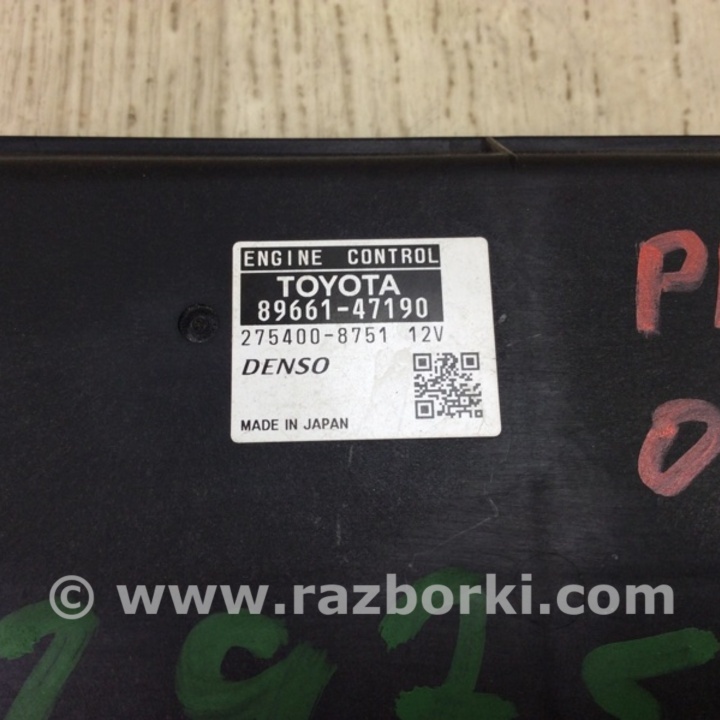 ENGINE CONTROL
TOYOTA
89661-47190
275400-8751 12V
DENSO
MADE IN JAPAN
© www.razborki.com